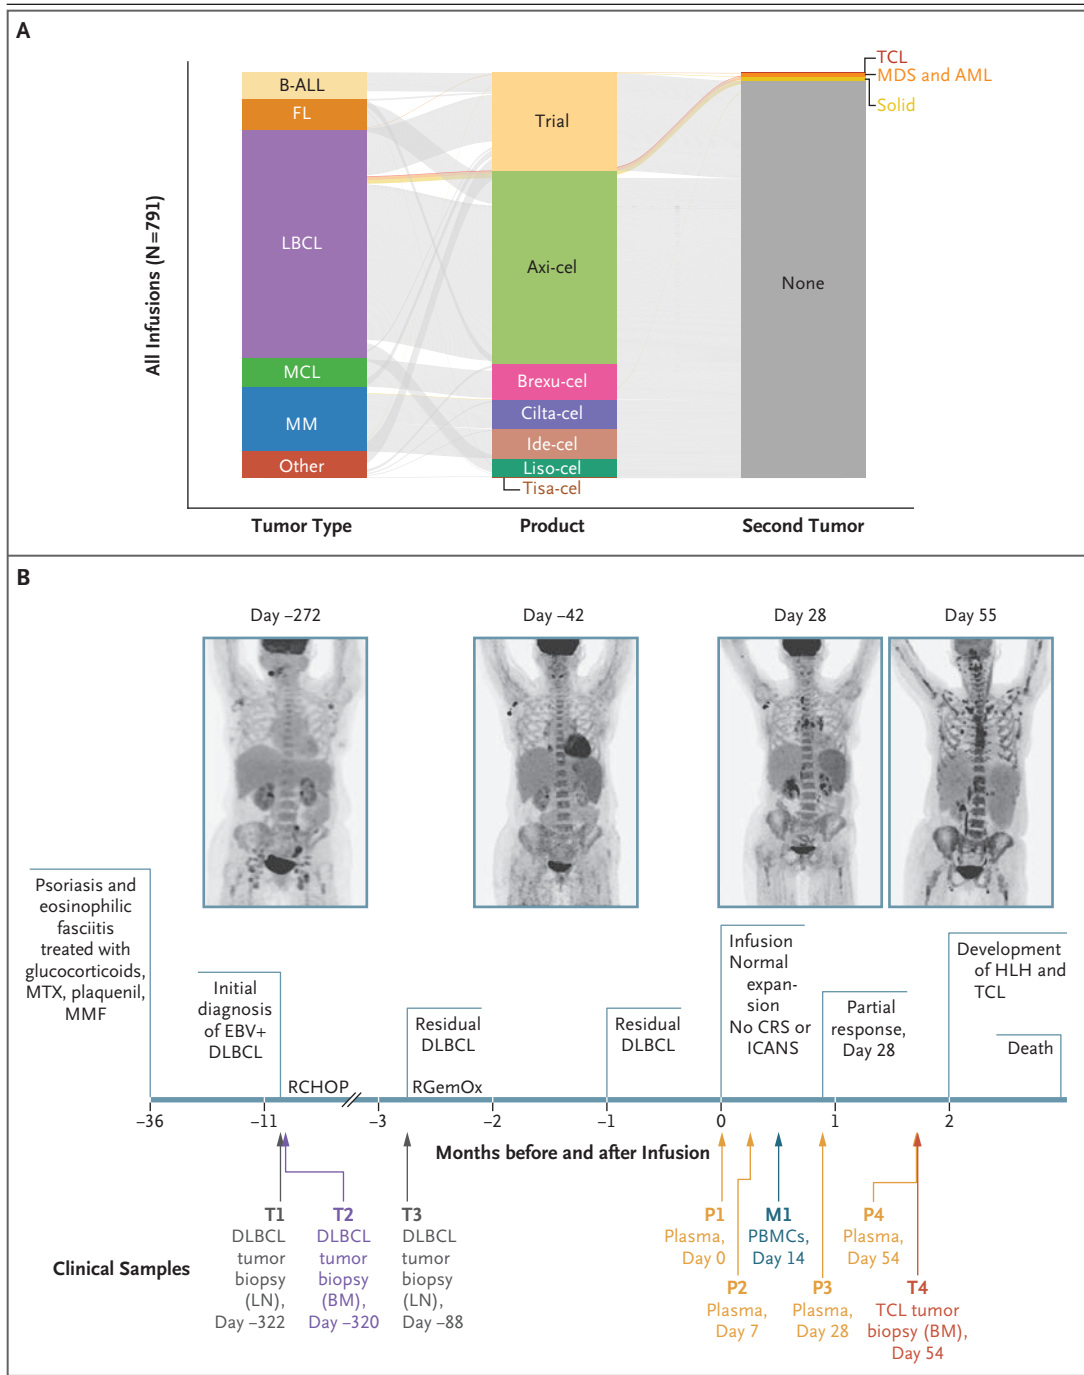 A
All Infusions (N=791)
B-ALL
FL
LBCL
MCL
MM
Other
Trial
Axi-cel
Brexu-cel
Cilta-cel
Ide-cel
Liso-cel
Tisa-cel
TCL
MDS and AML
Solid
None
Tumor Type
Product
Second Tumor
B
Day –272
Day –42
Day 28
Day 55
Psoriasis and
eosinophilic
fasciitis
treated with
glucocorticoids,
MTX, plaquenil,
MMF
Initial
diagnosis
of EBV+
DLBCL
RCHOP
Residual
DLBCL
RGemOx
Residual
DLBCL
Infusion
Normal
expan-
sion
No CRS or
ICANS
Partial
response,
Day 28
Development
of HLH and
TCL
Death
–36
–11
–3
–2
–1
0
1
2
Months before and after Infusion
Clinical Samples
T1
DLBCL
tumor
biopsy
(LN),
Day –322
T2
DLBCL
tumor
biopsy
(BM),
Day –320
T3
DLBCL
tumor
biopsy
(LN),
Day –88
P1
Plasma,
Day 0
P2
Plasma,
Day 7
M1
PBMCs,
Day 14
P3
Plasma,
Day 28
P4
Plasma,
Day 54
T4
TCL tumor
biopsy (BM),
Day 54